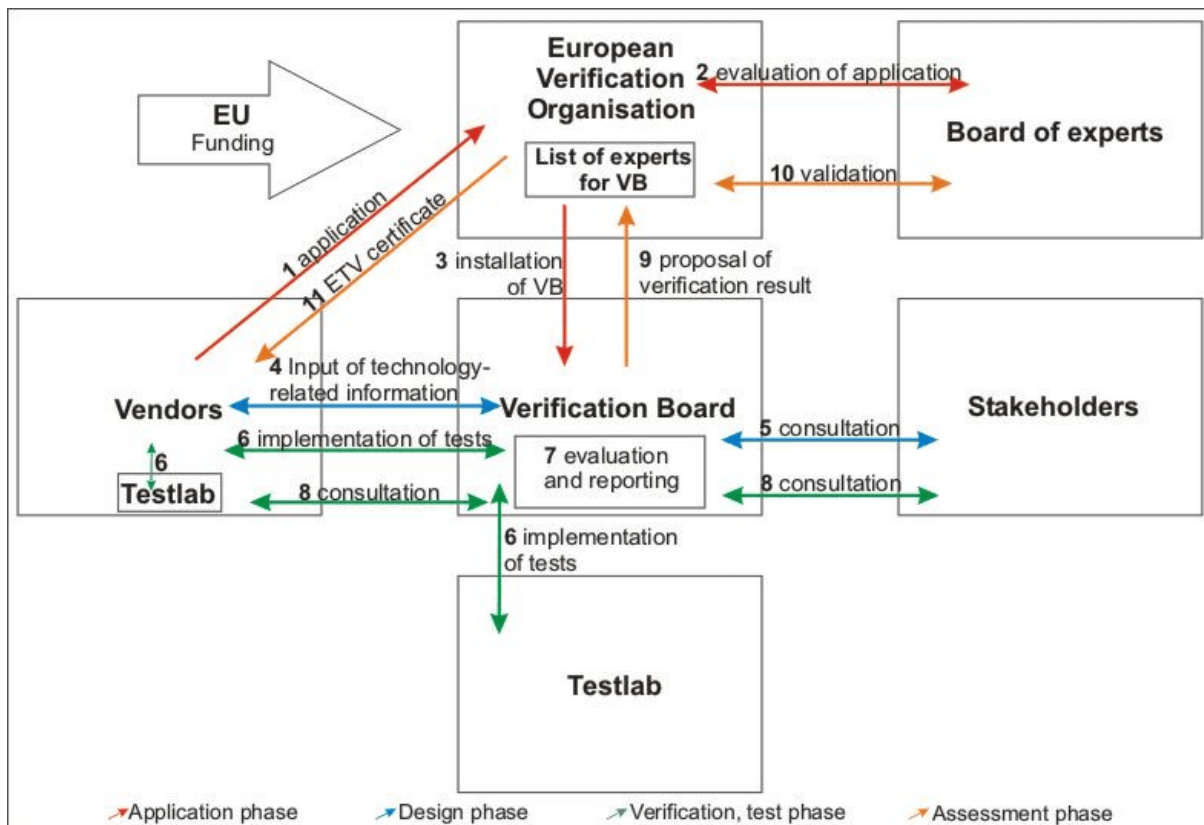 European
Verification
Organisation
List of experts
for VB
EU
Funding
2 evaluation of application
Board of experts
10 validation
1 application
11 ETV certificate
3 installation
of VB
9 proposal of
verification result
Vendors
4 Input of technology-
related information
Verification Board
Stakeholders
5 consultation
6 implementation of tests
6
Testlab
7 evaluation
and reporting
8 consultation
8 consultation
6 implementation
of tests
Testlab
Application phase
Design phase
Verification, test phase
Assessment phase